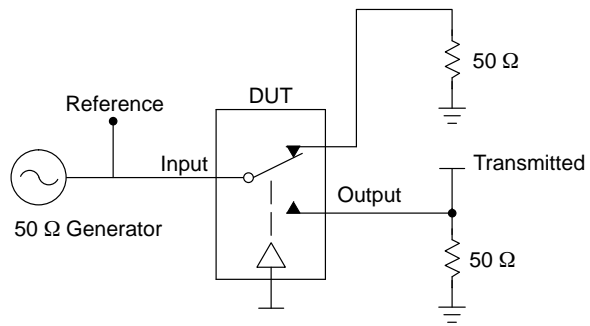 50 Ω
DUT
Reference
Input
Transmitted
Output
50 Ω Generator
50 Ω